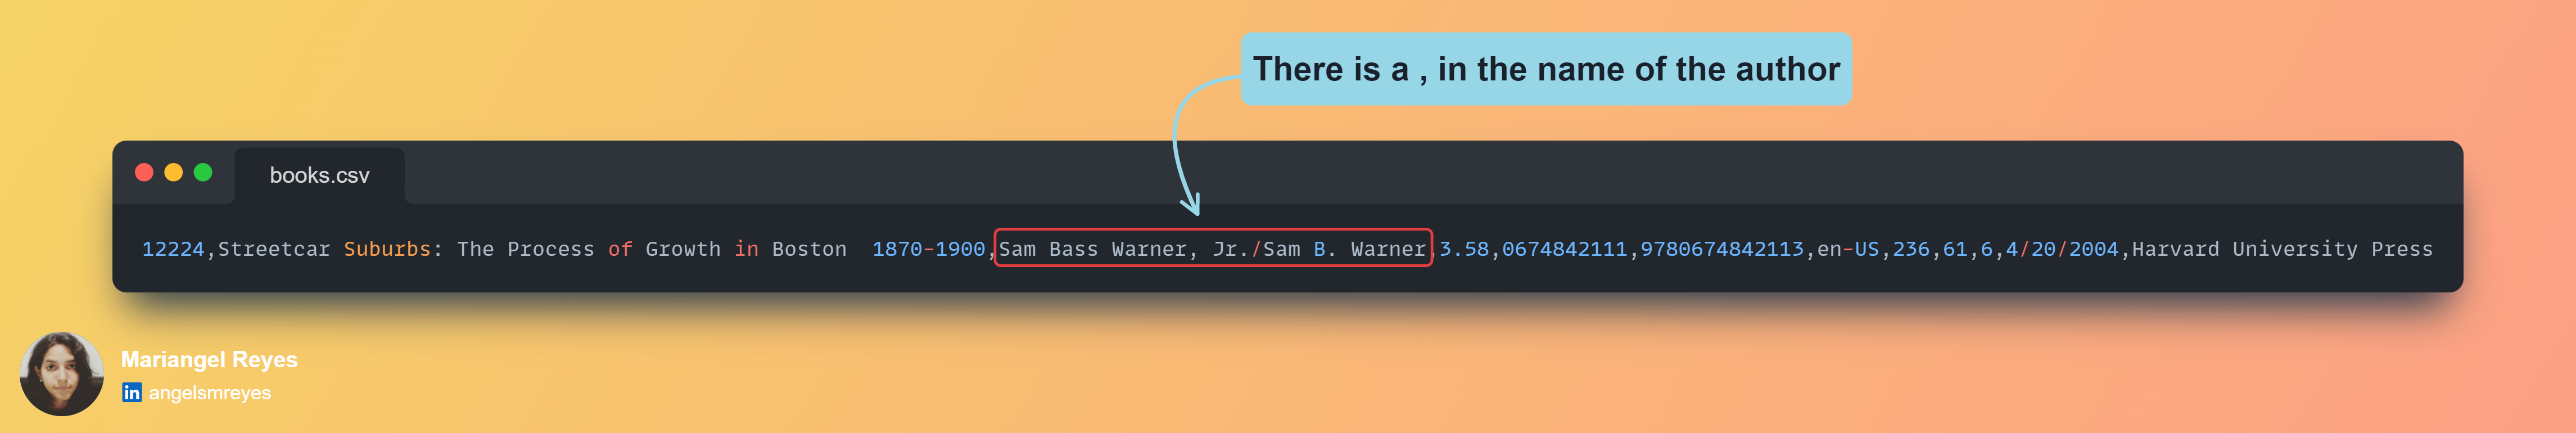 There is a , in the name of the author
books.csv
12224,Streetcar Suburbs: The Process of Growth in Boston  1870-1900,Sam Bass Warner, Jr./Sam B. Warner,3.58,0674842111,9780674842113,en-US,236,61,6,4/20/2004,Harvard University Press
Mariangel Reyes
in angelsmreyes